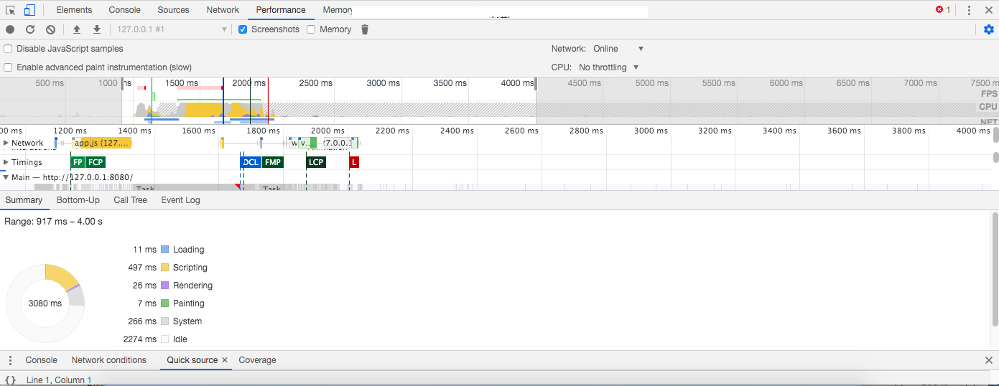 Elements Console Sources Network Performance Memory 1
127.0.0.1 #1 Screenshots Memory
Disable JavaScript samples Network: Online
Enable advanced paint instrumentation (slow) CPU: No throttling
500 ms 1000 ms 1500 ms 2000 ms 2500 ms 3000 ms 3500 ms 4000 ms 4500 ms 5000 ms 5500 ms 6000 ms 6500 ms 7000 ms 7500 m
FPS
CPU
NET
00 ms 1200 ms 1400 ms 1600 ms 1800 ms 2000 ms 2200 ms 2400 ms 2600 ms 2800 ms 3000 ms 3200 ms 3400 ms 3600 ms 3800 ms 4000 ms
Network app.js (127.… w v… 27.0.0.1
Interactions Animation
Timings FP FCP DCL FMP LCP L
Main — http://127.0.0.1:8080/
Task Task
Summary Bottom-Up Call Tree Event Log
Range: 917 ms – 4.00 s
11 ms Loading
497 ms Scripting
26 ms Rendering
3080 ms
7 ms Painting
266 ms System
2274 ms Idle
Console Network conditions Quick source Coverage
{} Line 1, Column 1